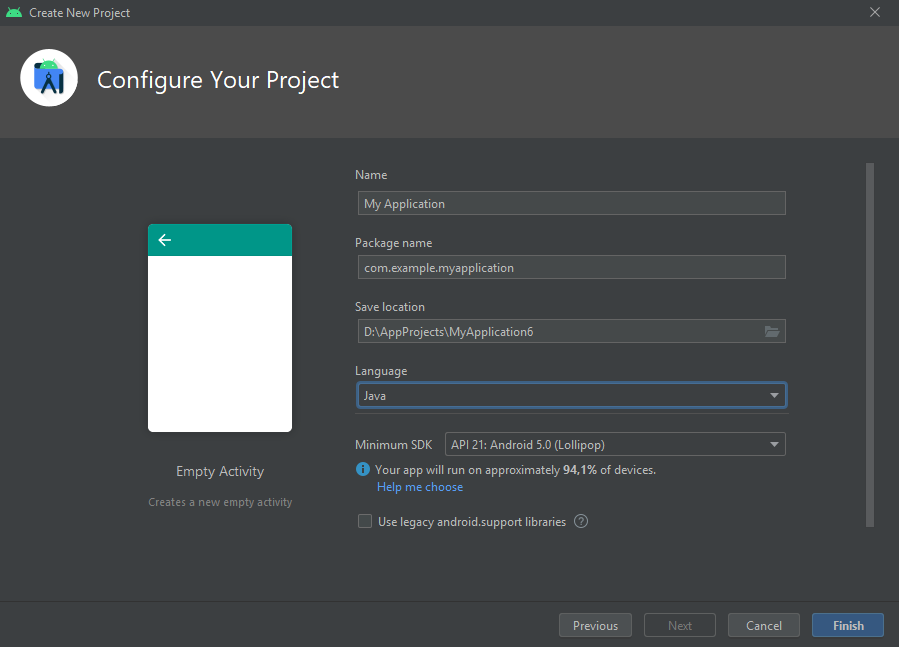 Create New Project
Configure Your Project
Name
My Application
Package name
com.example.myapplication
Save location
D:\AppProjects\MyApplication6
Language
Java
Minimum SDK
API 21: Android 5.0 (Lollipop)
Your app will run on approximately 94,1% of devices.
Help me choose
Use legacy android.support libraries
Empty Activity
Creates a new empty activity
Previous
Next
Cancel
Finish